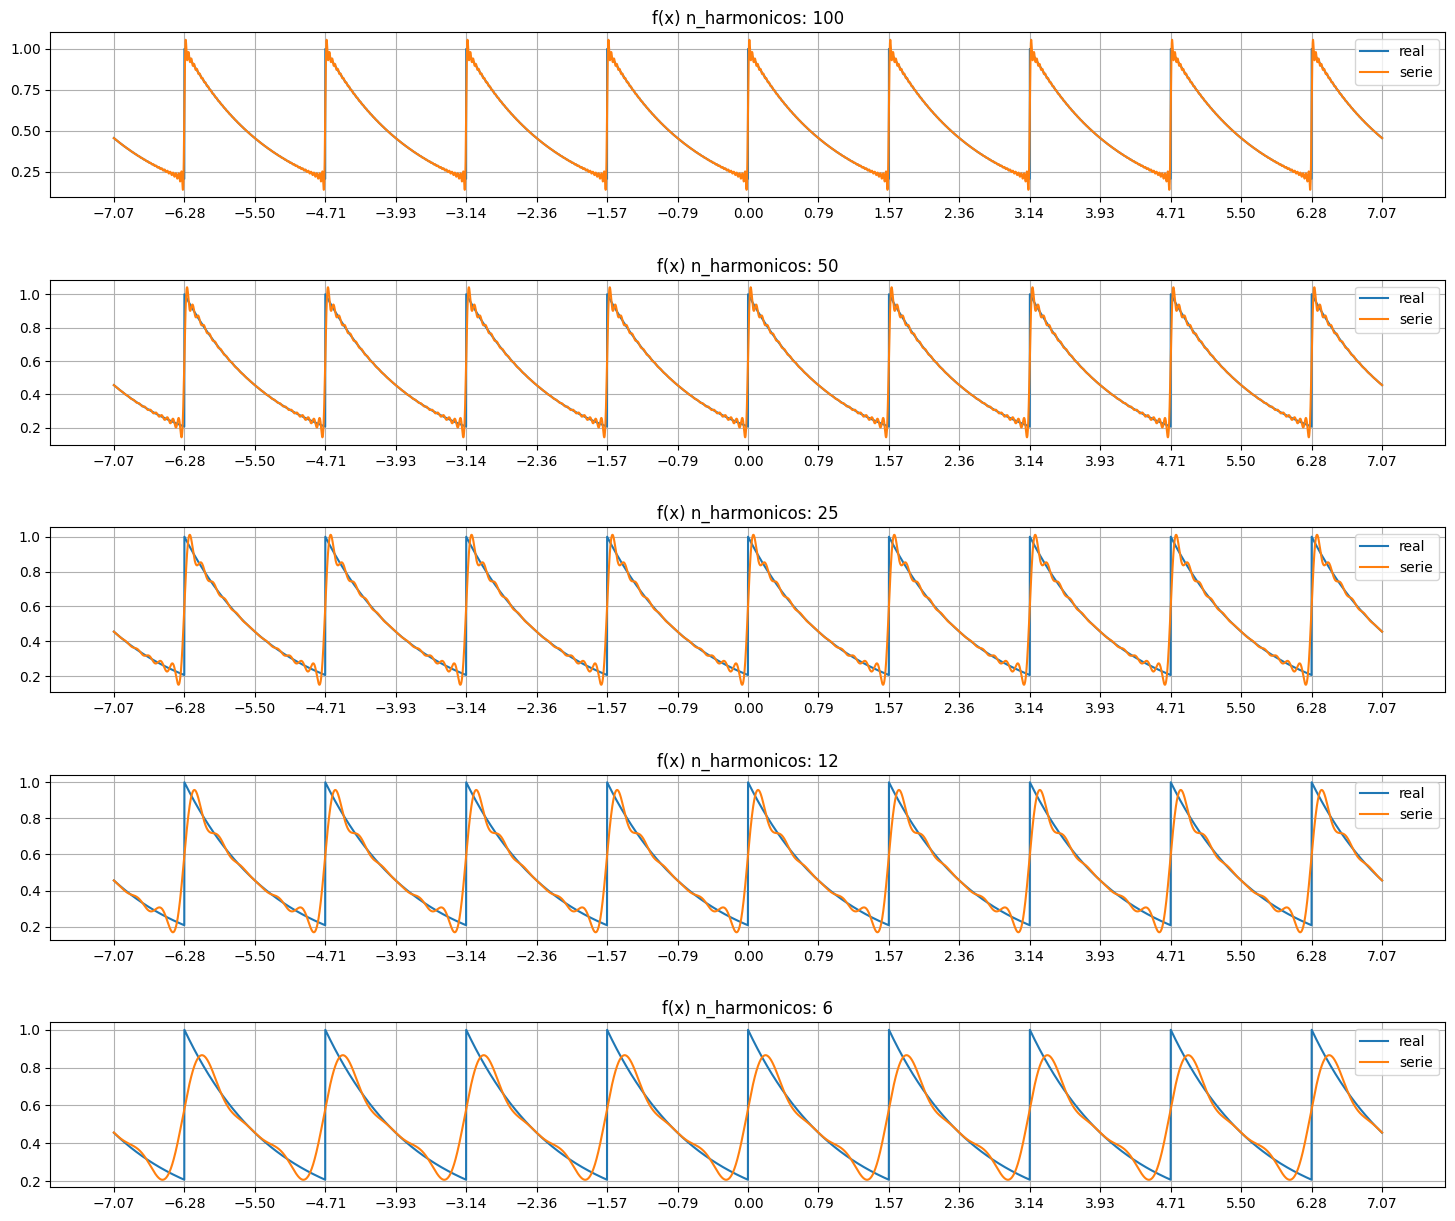 f(x) n_harmonicos: 100
1.00
0.75
0.50
0.25
real
serie
−7.07 −6.28 −5.50 −4.71 −3.93 −3.14 −2.36 −1.57 −0.79 0.00 0.79 1.57 2.36 3.14 3.93 4.71 5.50 6.28 7.07
f(x) n_harmonicos: 50
1.0
0.8
0.6
0.4
0.2
real
serie
−7.07 −6.28 −5.50 −4.71 −3.93 −3.14 −2.36 −1.57 −0.79 0.00 0.79 1.57 2.36 3.14 3.93 4.71 5.50 6.28 7.07
f(x) n_harmonicos: 25
1.0
0.8
0.6
0.4
0.2
real
serie
−7.07 −6.28 −5.50 −4.71 −3.93 −3.14 −2.36 −1.57 −0.79 0.00 0.79 1.57 2.36 3.14 3.93 4.71 5.50 6.28 7.07
f(x) n_harmonicos: 12
1.0
0.8
0.6
0.4
0.2
real
serie
−7.07 −6.28 −5.50 −4.71 −3.93 −3.14 −2.36 −1.57 −0.79 0.00 0.79 1.57 2.36 3.14 3.93 4.71 5.50 6.28 7.07
f(x) n_harmonicos: 6
1.0
0.8
0.6
0.4
0.2
real
serie
−7.07 −6.28 −5.50 −4.71 −3.93 −3.14 −2.36 −1.57 −0.79 0.00 0.79 1.57 2.36 3.14 3.93 4.71 5.50 6.28 7.07